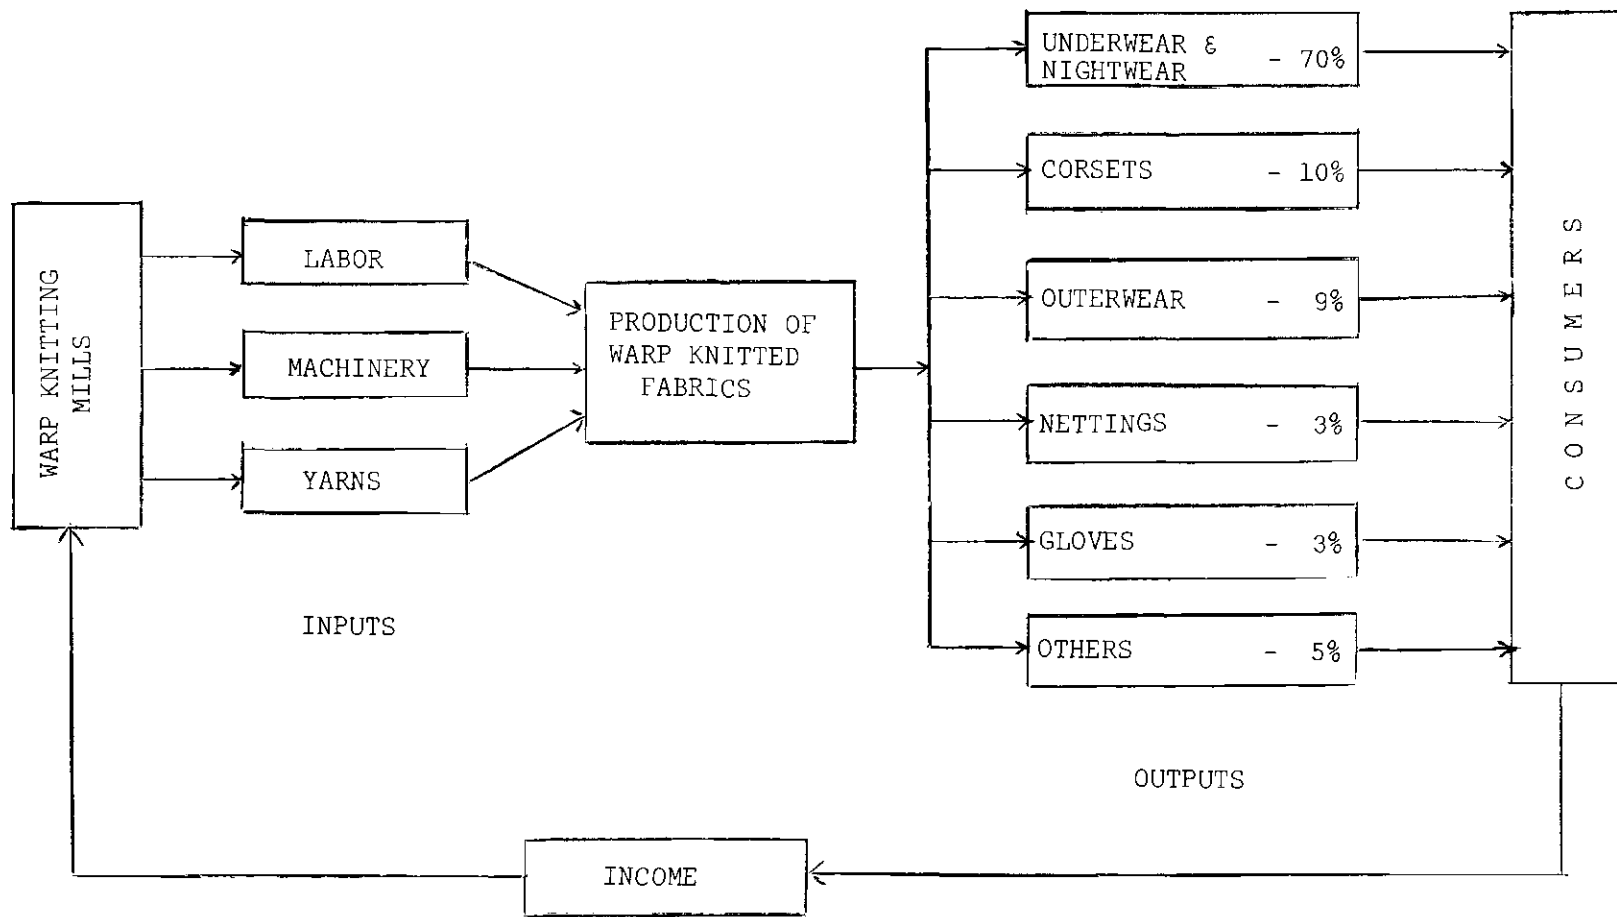 WARP KNITTING
MILLS
LABOR
MACHINERY
YARNS
INPUTS
PRODUCTION OF
WARP KNITTED
FABRICS
UNDERWEAR &
NIGHTWEAR - 70%
CORSETS - 10%
OUTERWEAR - 9%
NETTINGS - 3%
GLOVES - 3%
OTHERS - 5%
CONSUMERS
OUTPUTS
INCOME